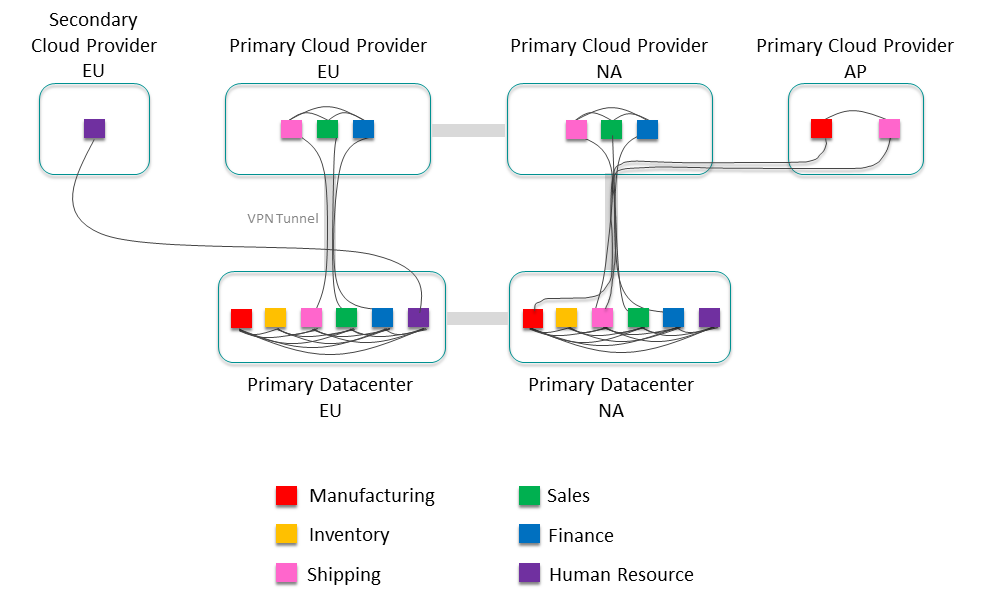 Secondary
Cloud Provider
EU
Primary Cloud Provider
EU
Primary Cloud Provider
NA
Primary Cloud Provider
AP
VPN Tunnel
Primary Datacenter
EU
Primary Datacenter
NA
Manufacturing
Sales
Inventory
Finance
Shipping
Human Resource